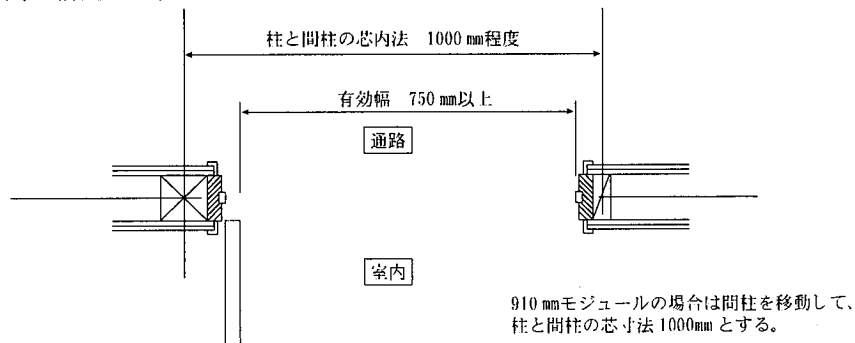 柱と間柱の芯内法 1000㎜程度
有効幅 750㎜以上
通路
室内
910㎜モジュールの場合は間柱を移動して、
柱と間柱の芯寸法1000㎜とする。